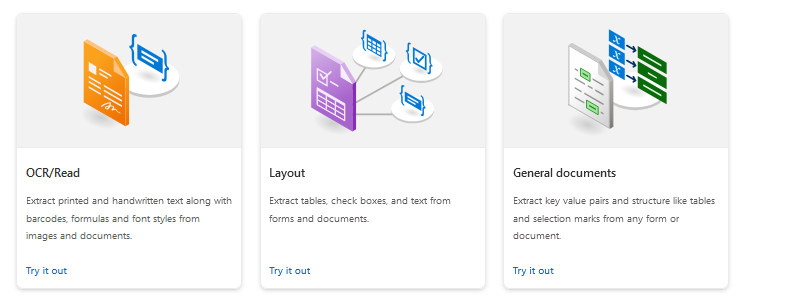 OCR/Read
Extract printed and handwritten text along with
barcodes, formulas and font styles from
images and documents.
Try it out
Layout
Extract tables, check boxes, and text from
forms and documents.
Try it out
General documents
Extract key value pairs and structure like tables
and selection marks from any form or
document.
Try it out